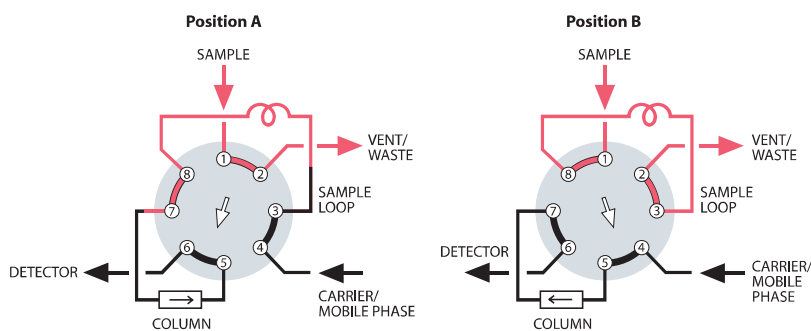 Position A
SAMPLE
VENT/
WASTE
1
2
8
7
3
SAMPLE
LOOP
6
5
4
DETECTOR
CARRIER/
MOBILE PHASE
COLUMN
Position B
SAMPLE
VENT/
WASTE
1
8
2
7
3
SAMPLE
LOOP
6
5
4
DETECTOR
CARRIER/
MOBILE PHASE
COLUMN